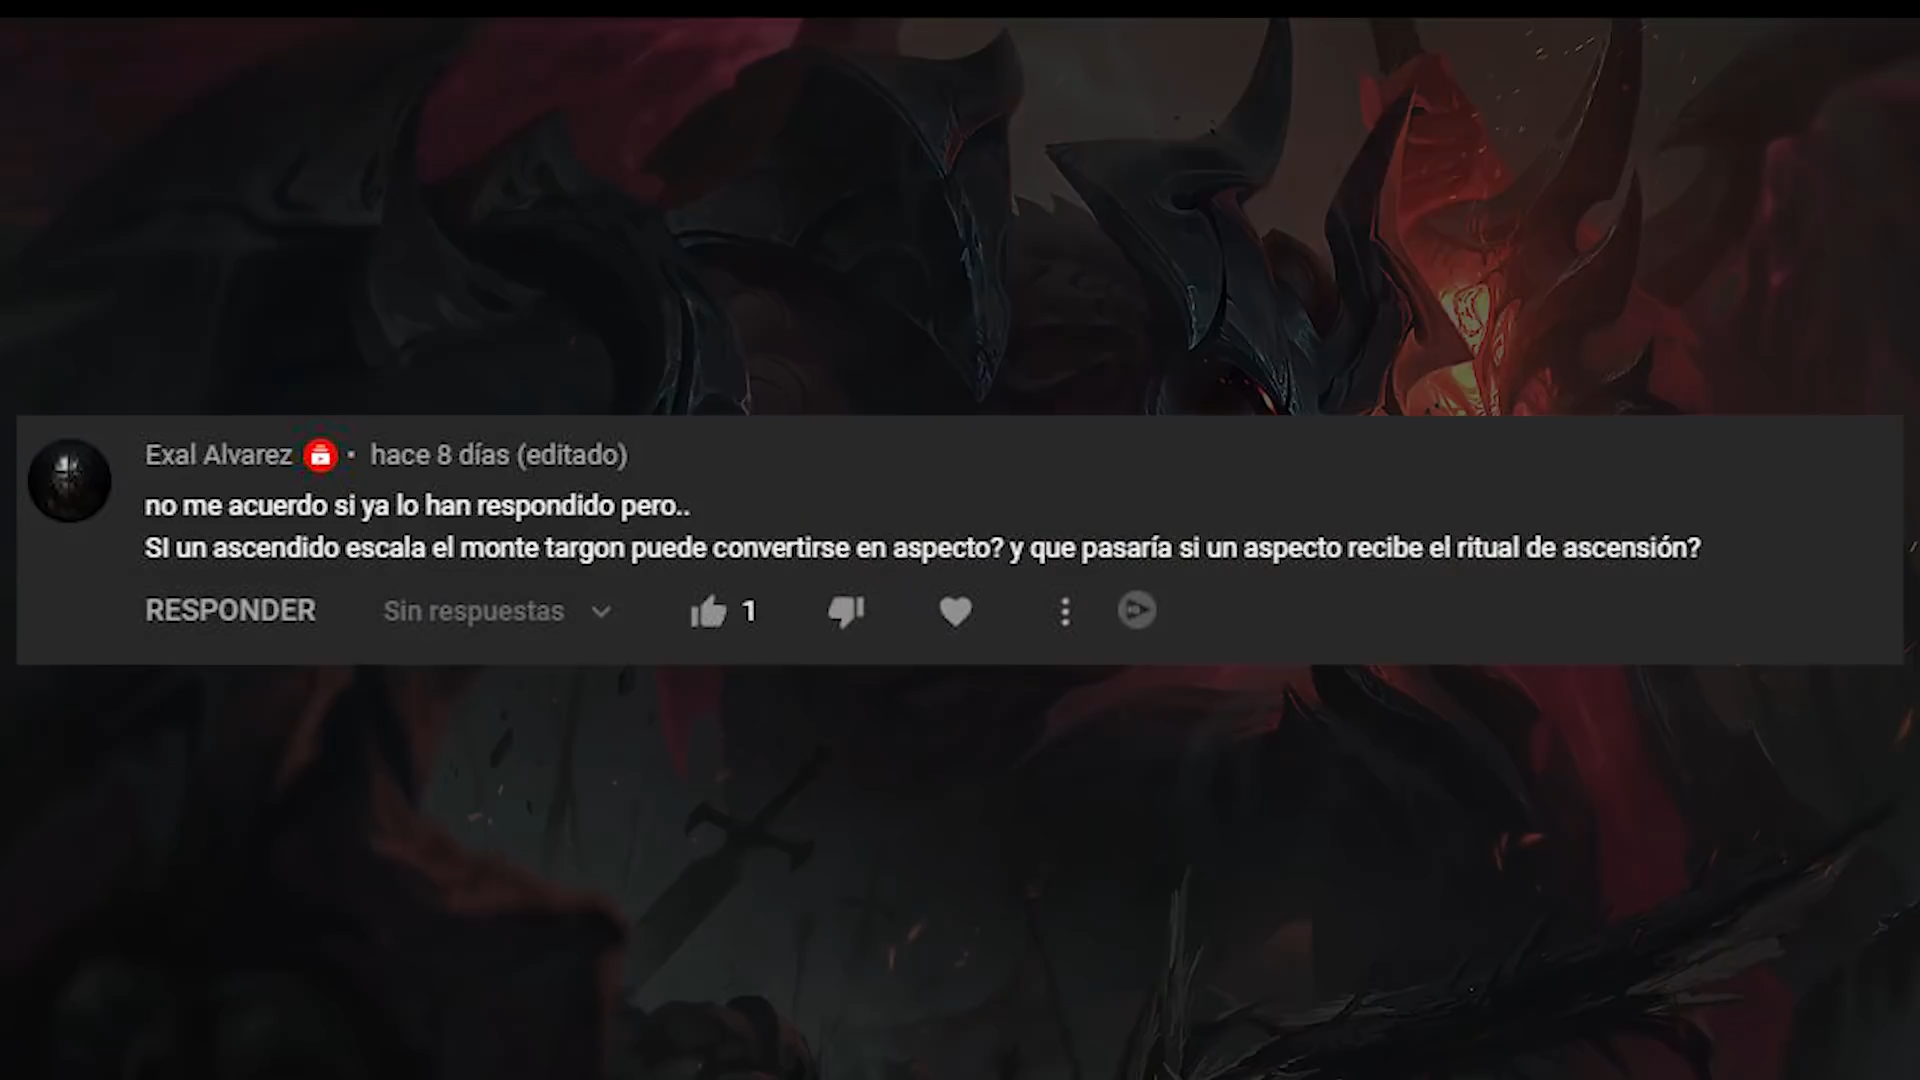 Exal Alvarez · hace 8 días (editado)
no me acuerdo si ya lo han respondido pero..
SI un ascendido escala el monte targon puede convertirse en aspecto? y que pasaría si un aspecto recibe el ritual de ascensión?
RESPONDER Sin respuestas 1